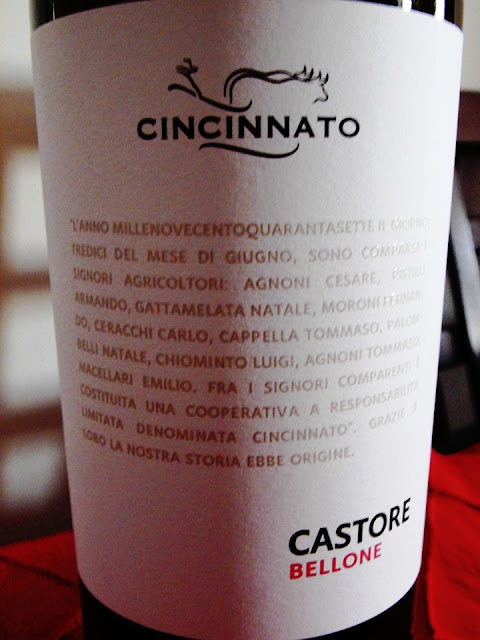 CINCINNATO
"L'ANNO MILLENOVECENTOQUARANTASETTE IL GIORNO
TREDICI DEL MESE DI GIUGNO, SONO COMPARSI I
SIGNORI AGRICOLTORI: AGNONI CESARE, PISTILLI
ARMANDO, GATTAMELATA NATALE, MORONI FERNAN-
DO, CERACCHI CARLO, CAPPELLA TOMMASO, PALOM-
BELLI NATALE, CHIOMINTO LUIGI, AGNONI TOMMASO,
MACELLARI EMILIO. FRA I SIGNORI COMPARENTI È
COSTITUITA UNA COOPERATIVA A RESPONSABILITÀ
LIMITATA DENOMINATA CINCINNATO". GRAZIE A
LORO LA NOSTRA STORIA EBBE ORIGINE.
CASTORE
BELLONE